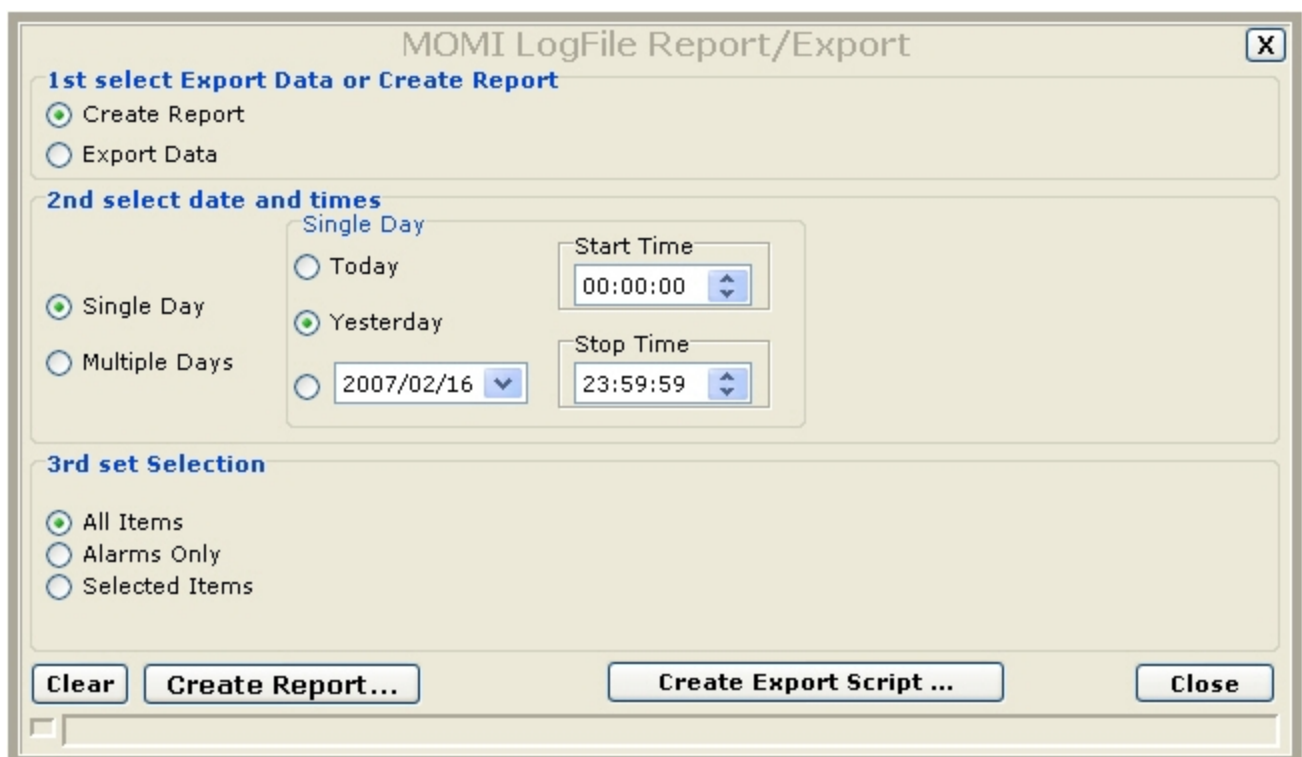 MOMI LogFile Report/Export
X
1st select Export Data or Create Report
Create Report
Export Data
2nd select date and times
Single Day
Multiple Days
Single Day
Today
Yesterday
2007/02/16
Start Time
00:00:00
Stop Time
23:59:59
3rd set Selection
All Items
Alarms Only
Selected Items
Clear
Create Report...
Create Export Script ...
Close